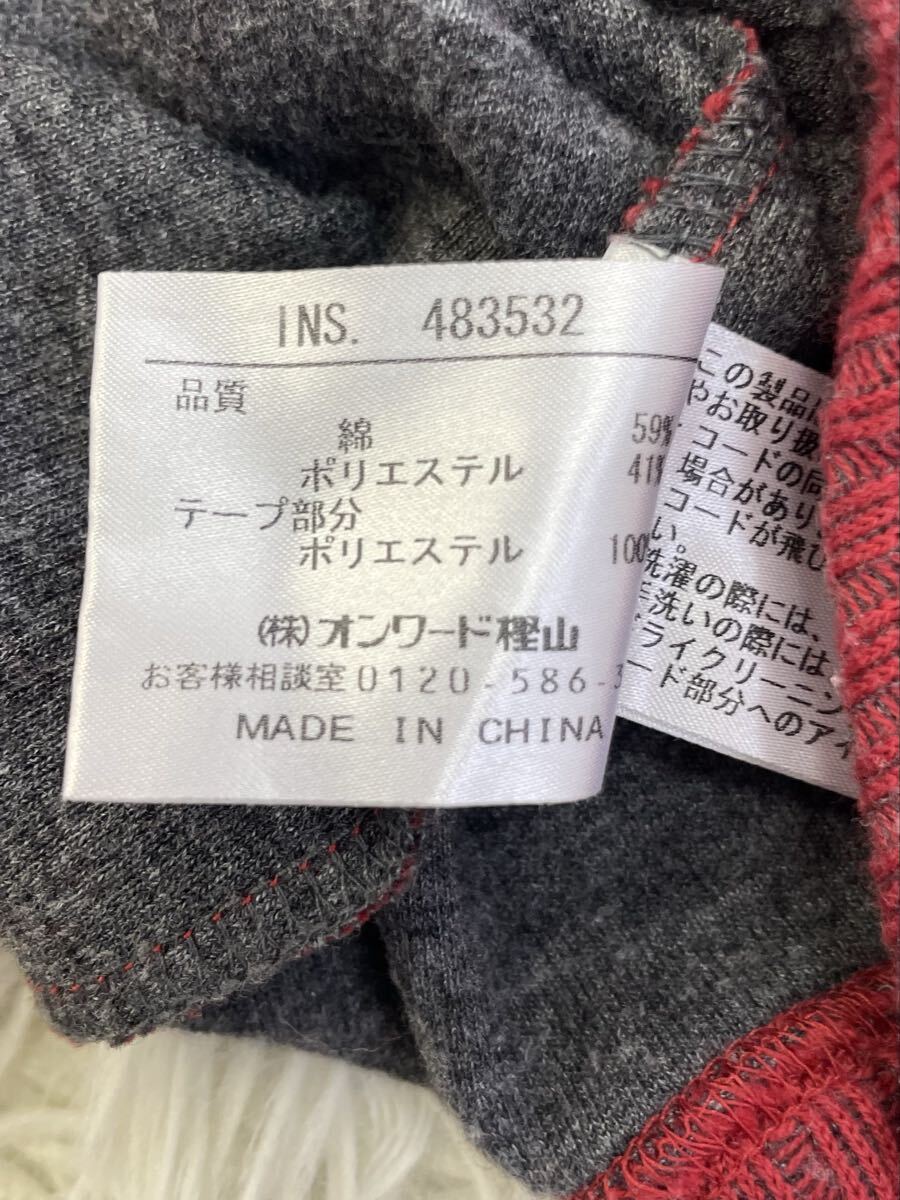 INS. 483532
品質
綿 59%
ポリエステル 41%
テープ部分
ポリエステル 100%
(株)オンワード樫山
お客様相談室0120-586-3
MADE IN CHINA
この製品は
やお取り扱
コードの同
場合があり
コードが飛び
い。
洗濯の際には、
手洗いの際には
ドライクリーニン
ード部分へのアイ